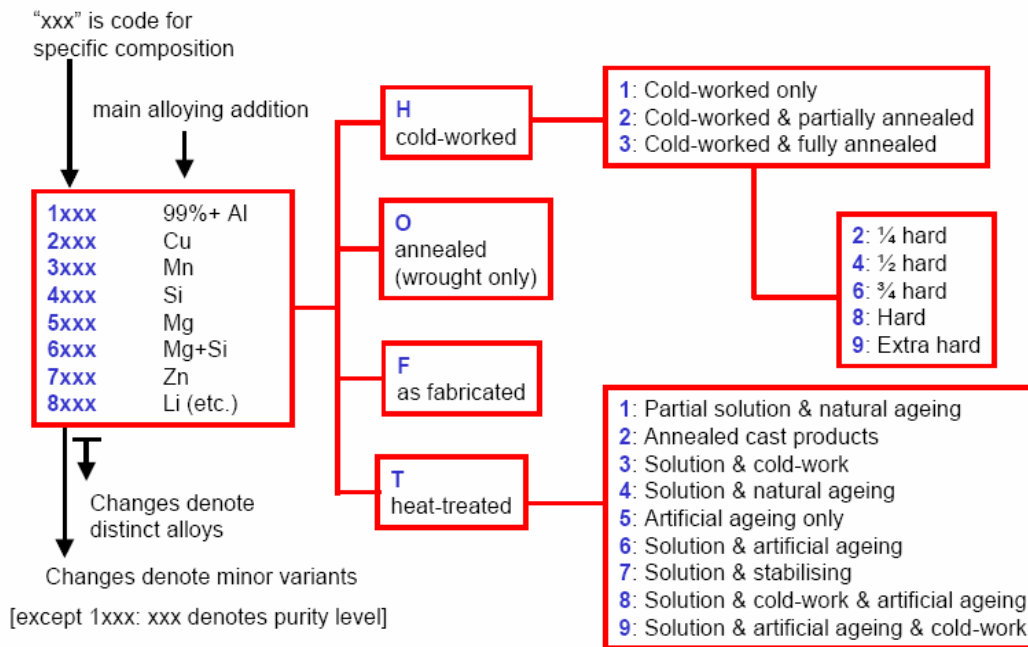 “xxx” is code for
specific composition
main alloying addition
1xxx 99%+ Al
2xxx Cu
3xxx Mn
4xxx Si
5xxx Mg
6xxx Mg+Si
7xxx Zn
8xxx Li (etc.)
Changes denote
distinct alloys
Changes denote minor variants
[except 1xxx: xxx denotes purity level]
H
cold-worked
O
annealed
(wrought only)
F
as fabricated
T
heat-treated
1: Cold-worked only
2: Cold-worked & partially annealed
3: Cold-worked & fully annealed
2: ¼ hard
4: ½ hard
6: ¾ hard
8: Hard
9: Extra hard
1: Partial solution & natural ageing
2: Annealed cast products
3: Solution & cold-work
4: Solution & natural ageing
5: Artificial ageing only
6: Solution & artificial ageing
7: Solution & stabilising
8: Solution & cold-work & artificial ageing
9: Solution & artificial ageing & cold-work